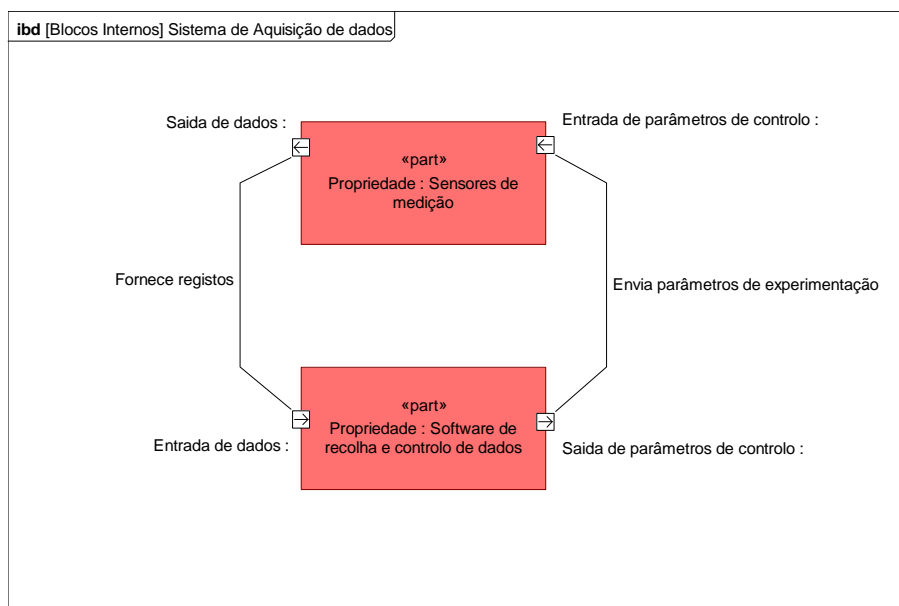 ibd [Blocos Internos] Sistema de Aquisição de dados
Saida de dados :
Entrada de parâmetros de controlo :
«part»
Propriedade : Sensores de
medição
Fornece registos
Envia parâmetros de experimentação
«part»
Propriedade : Software de
recolha e controlo de dados
Entrada de dados :
Saida de parâmetros de controlo :